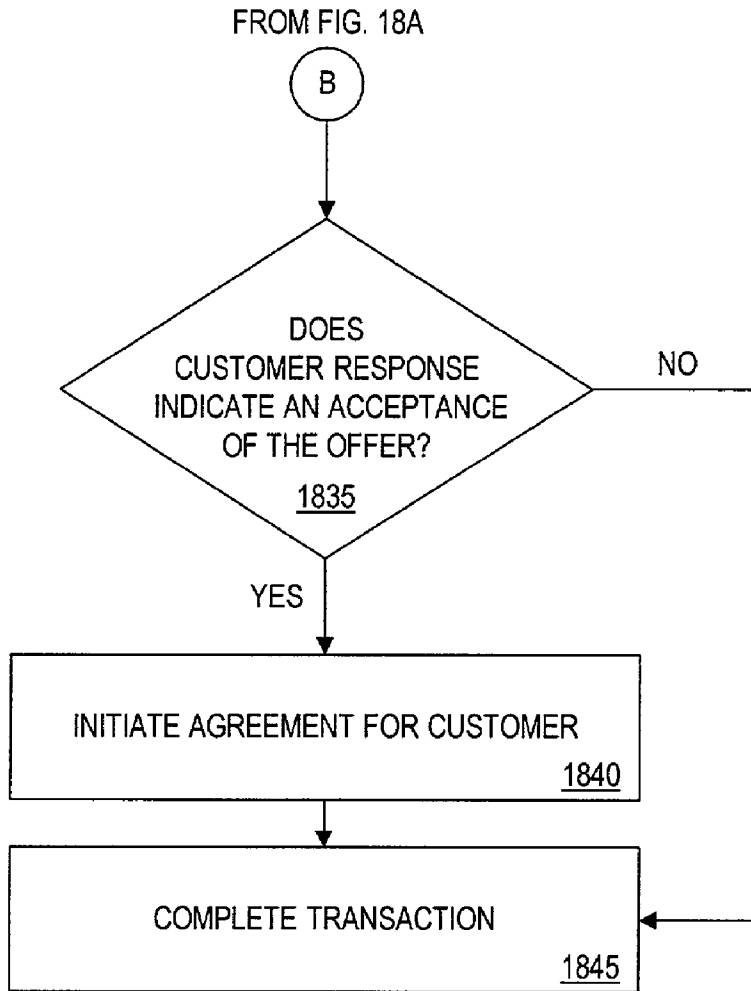 FROM FIG. 18A
B
DOES
CUSTOMER RESPONSE
INDICATE AN ACCEPTANCE
OF THE OFFER?
1835
NO
YES
INITIATE AGREEMENT FOR CUSTOMER
1840
COMPLETE TRANSACTION
1845